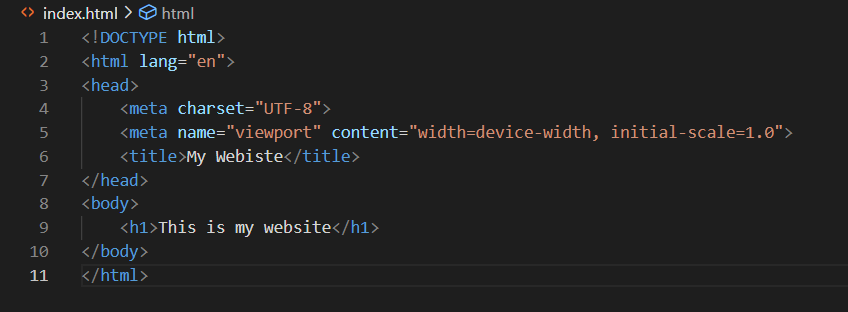 index.html > html
1 <!DOCTYPE html>
2 <html lang="en">
3 <head>
4     <meta charset="UTF-8">
5     <meta name="viewport" content="width=device-width, initial-scale=1.0">
6     <title>My Webiste</title>
7 </head>
8 <body>
9     <h1>This is my website</h1>
10 </body>
11 </html>